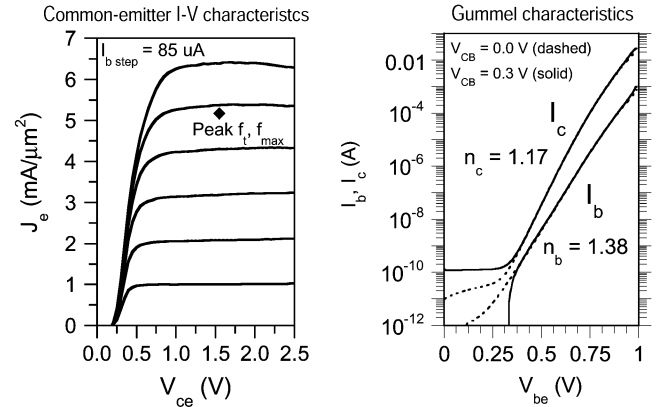 Common-emitter I-V characteristcs
I_b step = 85 uA
Peak f_t, f_max
J_e (mA/μm²)
7
6
5
4
3
2
1
0
0.0 0.5 1.0 1.5 2.0 2.5
V_ce (V)
Gummel characteristics
V_CB = 0.0 V (dashed)
V_CB = 0.3 V (solid)
I_c
n_c = 1.17
I_b
n_b = 1.38
I_b, I_c (A)
0.01
10⁻⁴
10⁻⁶
10⁻⁸
10⁻¹⁰
10⁻¹²
0 0.25 0.5 0.75 1
V_be (V)